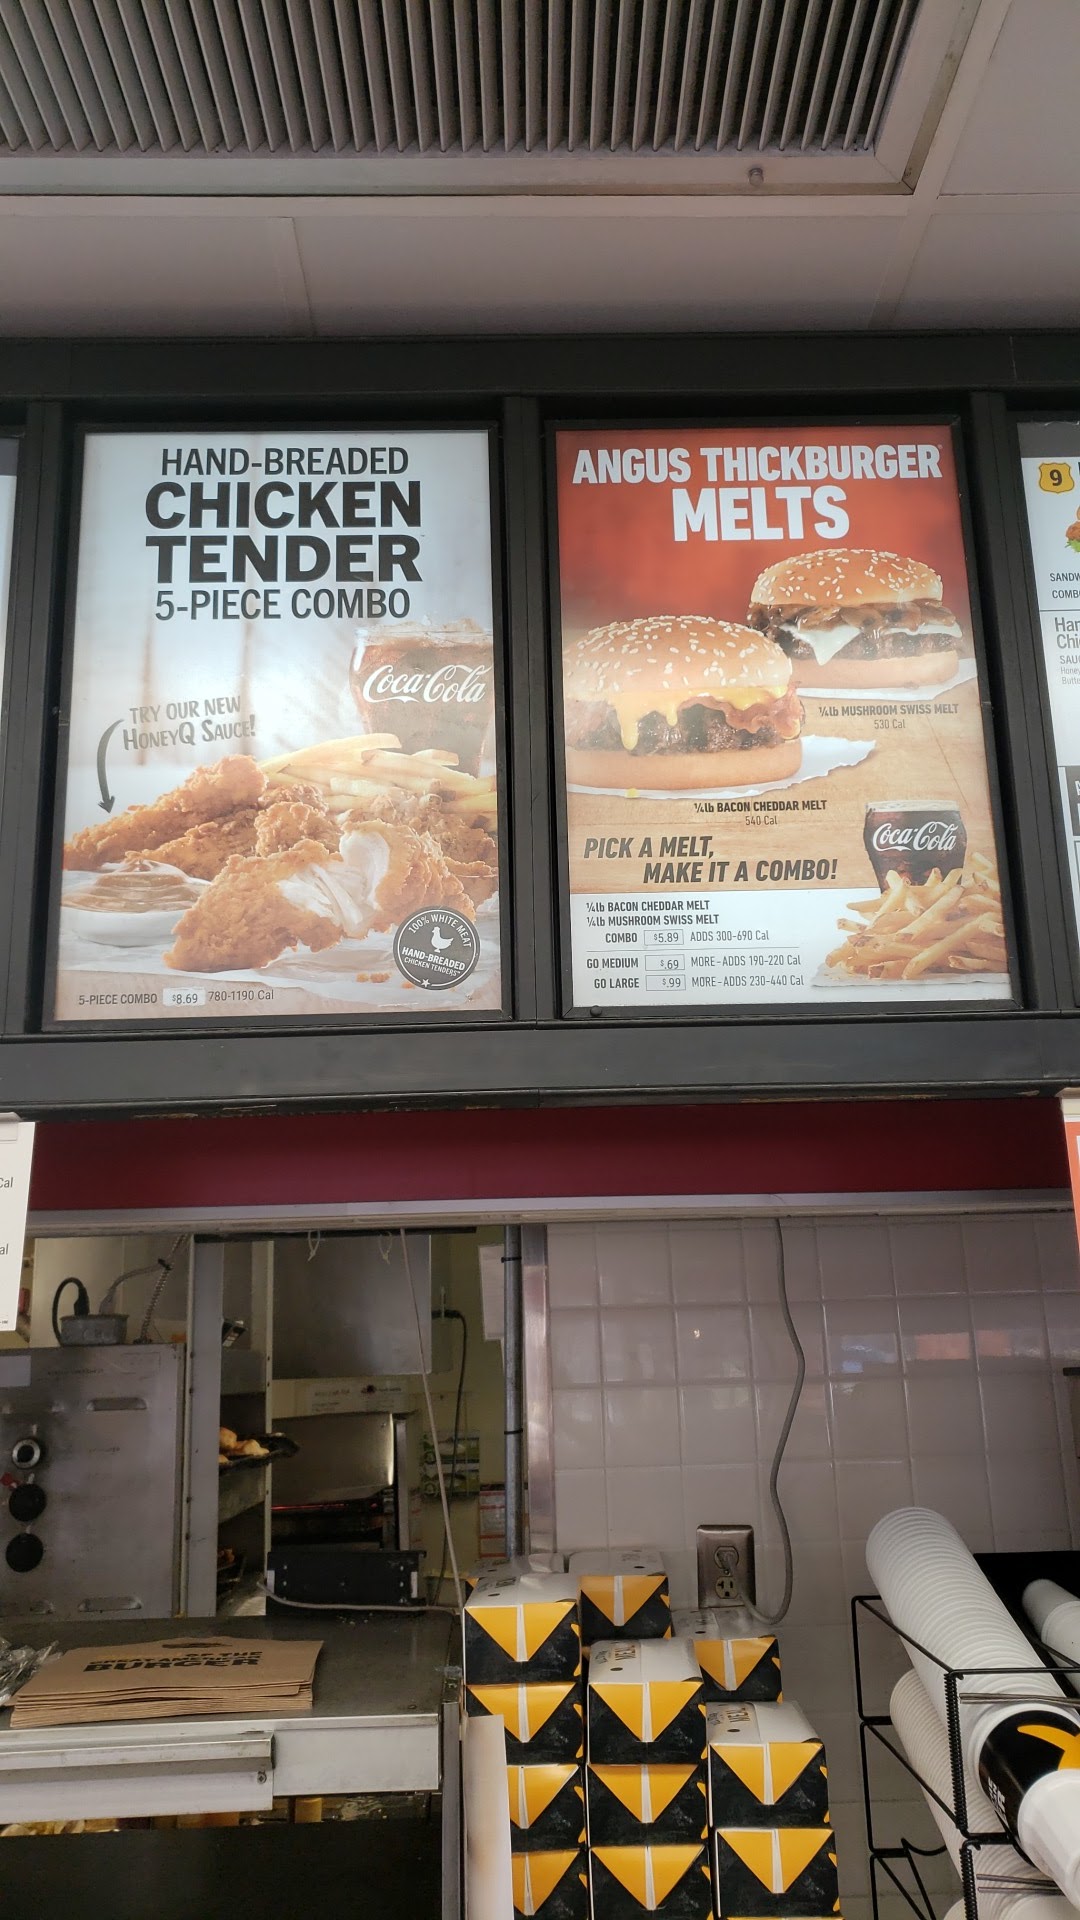 HAND-BREADED
CHICKEN
TENDER™
5-PIECE COMBO
Coca-Cola
TRY OUR NEW
HONEYQ SAUCE!
100% WHITE MEAT
HAND-BREADED
CHICKEN TENDERS™
5-PIECE COMBO $8.69 780-1190 Cal
ANGUS THICKBURGER®
MELTS
¼lb MUSHROOM SWISS MELT
530 Cal
¼lb BACON CHEDDAR MELT
540 Cal
PICK A MELT,
MAKE IT A COMBO!
Coca-Cola
¼lb BACON CHEDDAR MELT
¼lb MUSHROOM SWISS MELT
COMBO $5.89 ADDS 300-690 Cal
GO MEDIUM $.69 MORE-ADDS 190-220 Cal
GO LARGE $.99 MORE-ADDS 230-440 Cal
9
Cal
BURGER